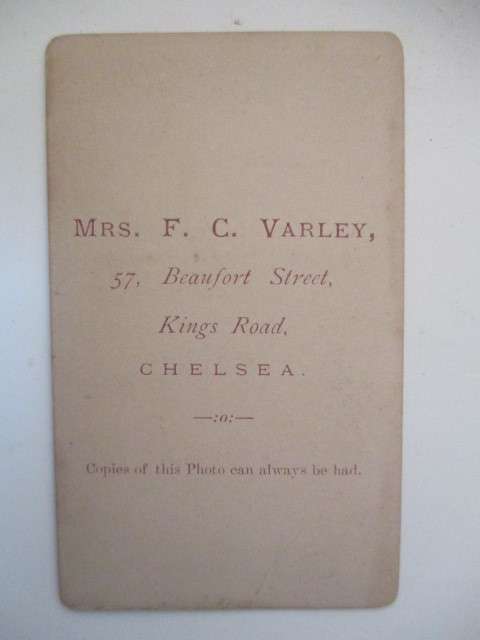 MRS. F. C. VARLEY,
57, Beaufort Street,
Kings Road,
CHELSEA.
—:o:—
Copies of this Photo can always be had.